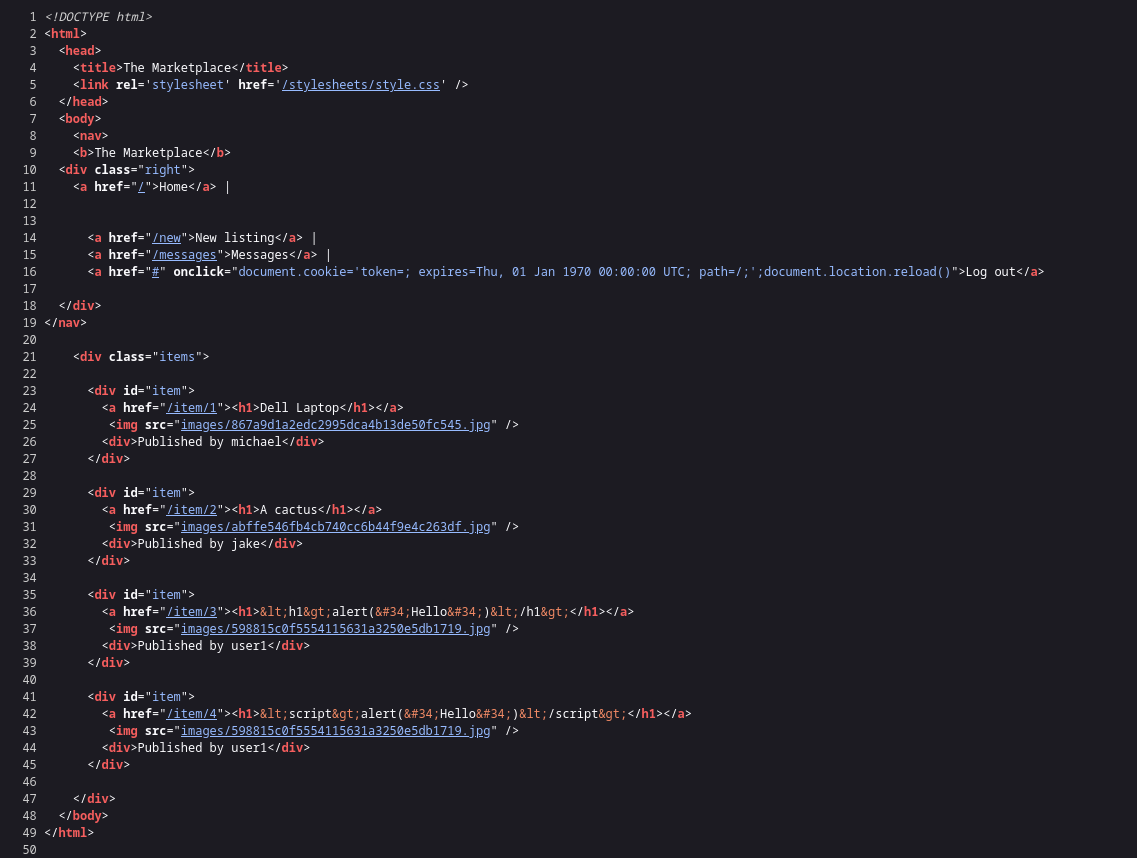 1 <!DOCTYPE html>
2 <html>
3   <head>
4     <title>The Marketplace</title>
5     <link rel='stylesheet' href='/stylesheets/style.css' />
6   </head>
7   <body>
8     <nav>
9     <b>The Marketplace</b>
10   <div class="right">
11     <a href="/">Home</a> |
12
13
14       <a href="/new">New listing</a> |
15       <a href="/messages">Messages</a> |
16       <a href="#" onclick="document.cookie='token=; expires=Thu, 01 Jan 1970 00:00:00 UTC; path=/;';document.location.reload()">Log out</a>
17
18   </div>
19 </nav>
20
21     <div class="items">
22
23       <div id="item">
24         <a href="/item/1"><h1>Dell Laptop</h1></a>
25          <img src="images/867a9d1a2edc2995dca4b13de50fc545.jpg" />
26         <div>Published by michael</div>
27       </div>
28
29       <div id="item">
30         <a href="/item/2"><h1>A cactus</h1></a>
31          <img src="images/abffe546fb4cb740cc6b44f9e4c263df.jpg" />
32         <div>Published by jake</div>
33       </div>
34
35       <div id="item">
36         <a href="/item/3"><h1>&lt;h1&gt;alert(&#34;Hello&#34;)&lt;/h1&gt;</h1></a>
37          <img src="images/598815c0f5554115631a3250e5db1719.jpg" />
38         <div>Published by user1</div>
39       </div>
40
41       <div id="item">
42         <a href="/item/4"><h1>&lt;script&gt;alert(&#34;Hello&#34;)&lt;/script&gt;</h1></a>
43          <img src="images/598815c0f5554115631a3250e5db1719.jpg" />
44         <div>Published by user1</div>
45       </div>
46
47     </div>
48   </body>
49 </html>
50